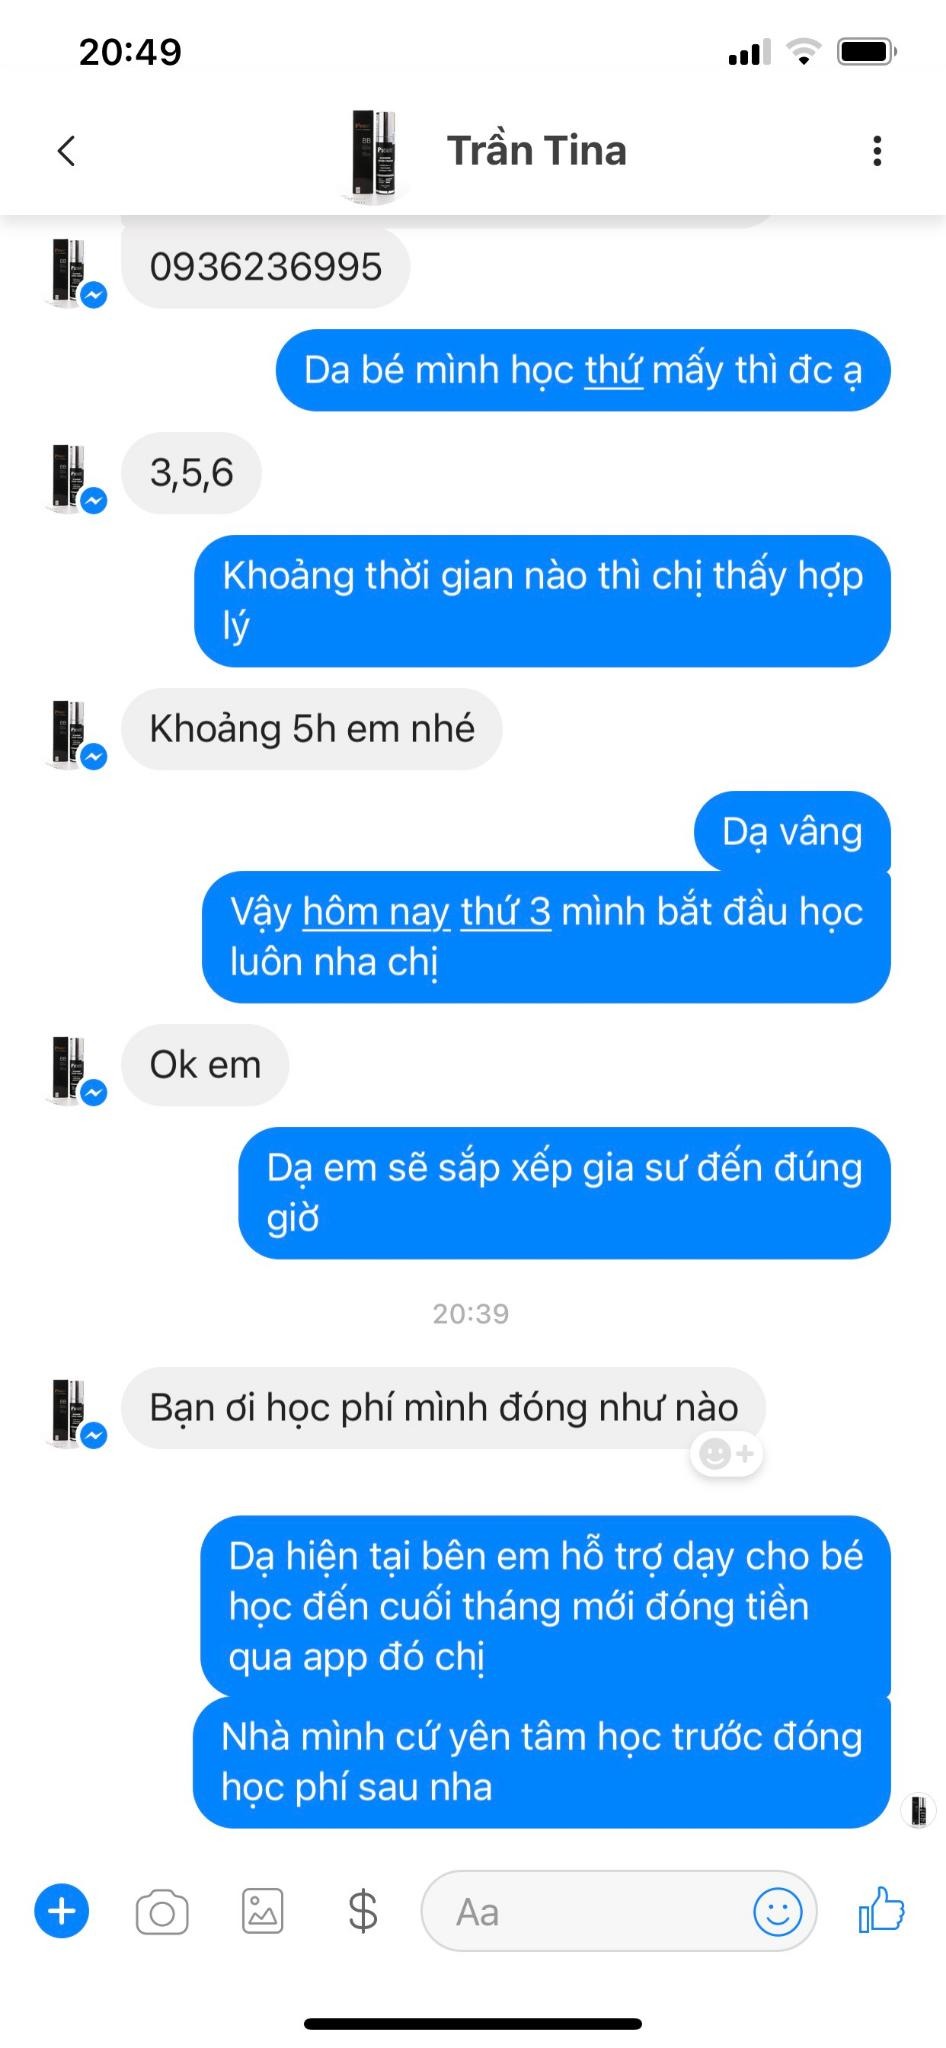 20:49
Trần Tina
0936236995
Da bé mình học thứ mấy thì đc ạ
3,5,6
Khoảng thời gian nào thì chị thấy hợp
lý
Khoảng 5h em nhé
Dạ vâng
Vậy hôm nay thứ 3 mình bắt đầu học
luôn nha chị
Ok em
Dạ em sẽ sắp xếp gia sư đến đúng
giờ
20:39
Bạn ơi học phí mình đóng như nào
Dạ hiện tại bên em hỗ trợ dạy cho bé
học đến cuối tháng mới đóng tiền
qua app đó chị
Nhà mình cứ yên tâm học trước đóng
học phí sau nha
Aa